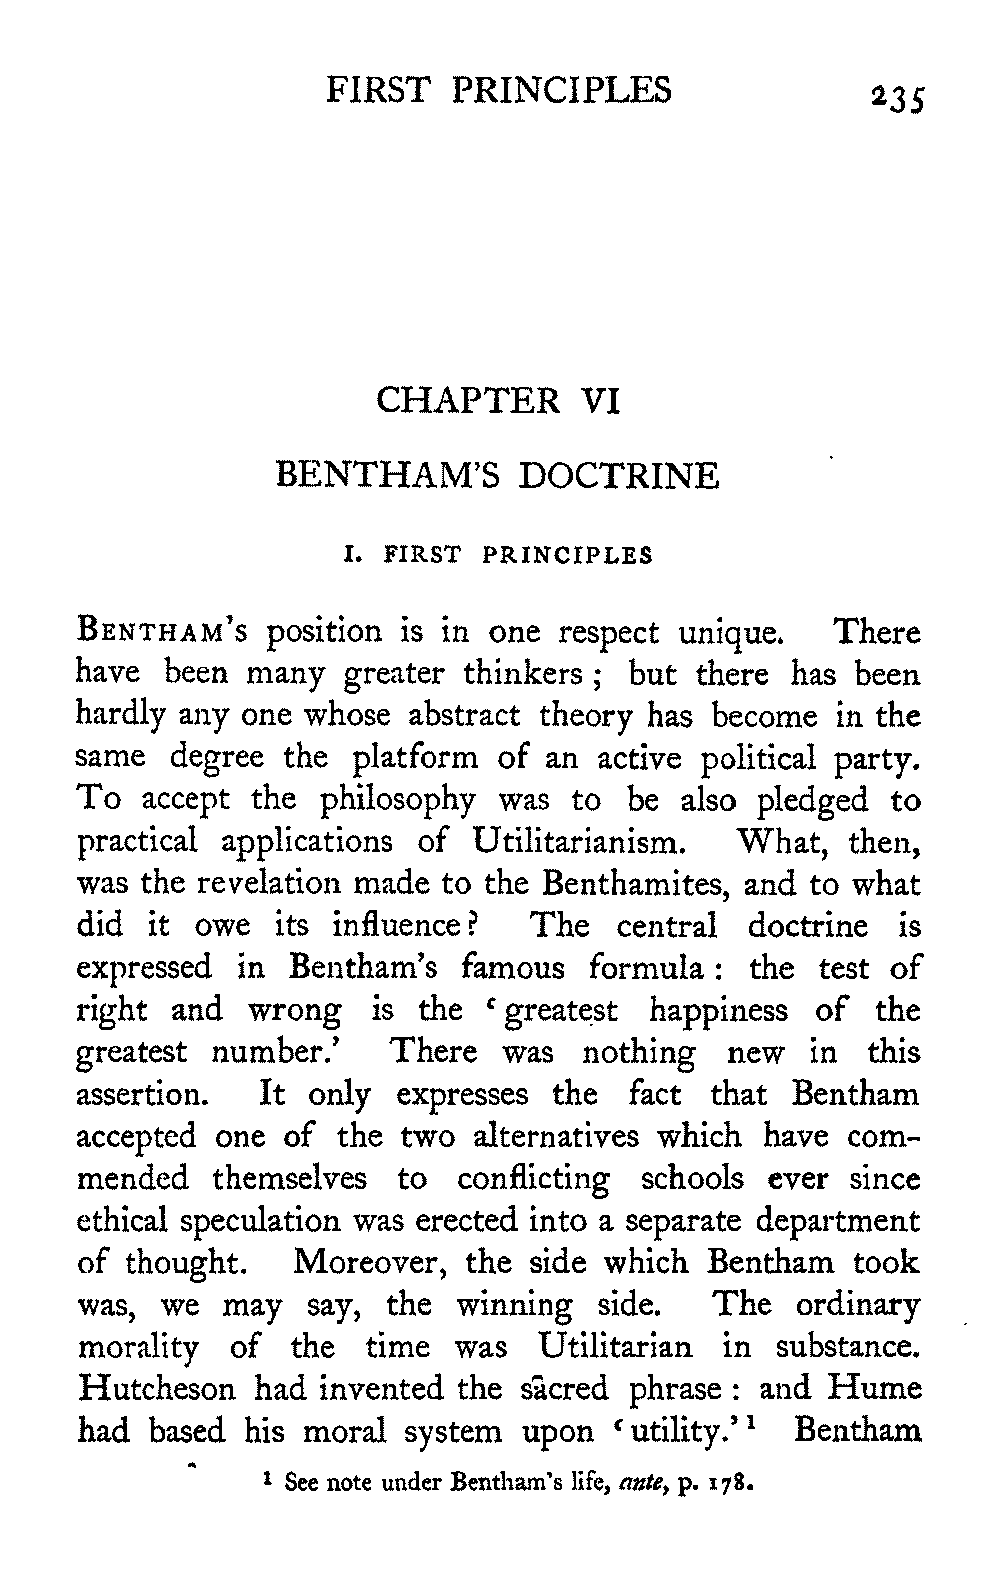 FIRST PRINCIPLES 235
CHAPTER VI
BENTHAM'S DOCTRINE
I. FIRST PRINCIPLES
BENTHAM'S position is in one respect unique. There
have been many greater thinkers ; but there has been
hardly any one whose abstract theory has become in the
same degree the platform of an active political party.
To accept the philosophy was to be also pledged to
practical applications of Utilitarianism. What, then,
was the revelation made to the Benthamites, and to what
did it owe its influence? The central doctrine is
expressed in Bentham's famous formula : the test of
right and wrong is the ‘greatest happiness of the
greatest number.’ There was nothing new in this
assertion. It only expresses the fact that Bentham
accepted one of the two alternatives which have com-
mended themselves to conflicting schools ever since
ethical speculation was erected into a separate department
of thought. Moreover, the side which Bentham took
was, we may say, the winning side. The ordinary
morality of the time was Utilitarian in substance.
Hutcheson had invented the sacred phrase : and Hume
had based his moral system upon ‘utility.’¹ Bentham
¹ See note under Bentham's life, ante, p. 178.